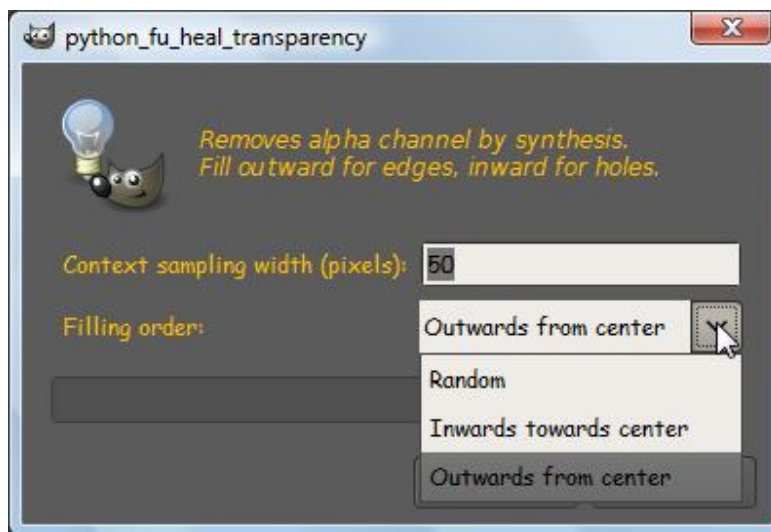 python_fu_heal_transparency
Removes alpha channel by synthesis.
Fill outward for edges, inward for holes.
Context sampling width (pixels): 50
Filling order: Outwards from center
Random
Inwards towards center
Outwards from center